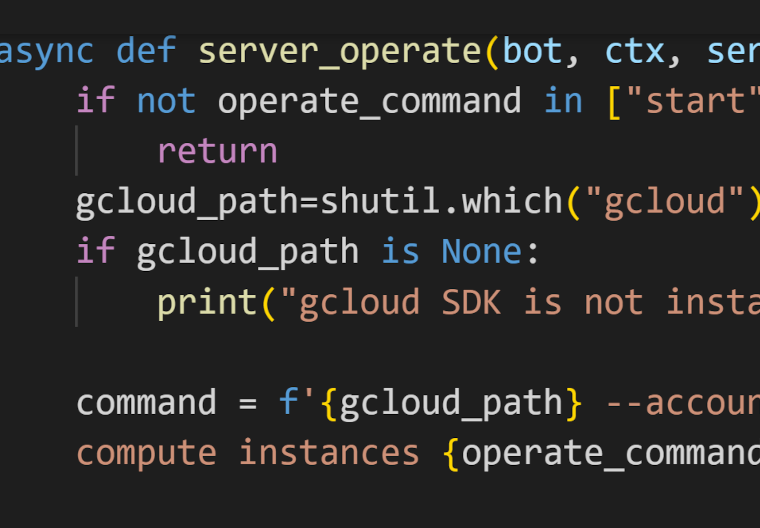 async def server_operate(bot, ctx, ser
if not operate_command in ["start"
return
gcloud_path=shutil.which("gcloud")
if gcloud_path is None:
print("gcloud SDK is not insta
command = f'{gcloud_path} --accoun
compute instances {operate_command